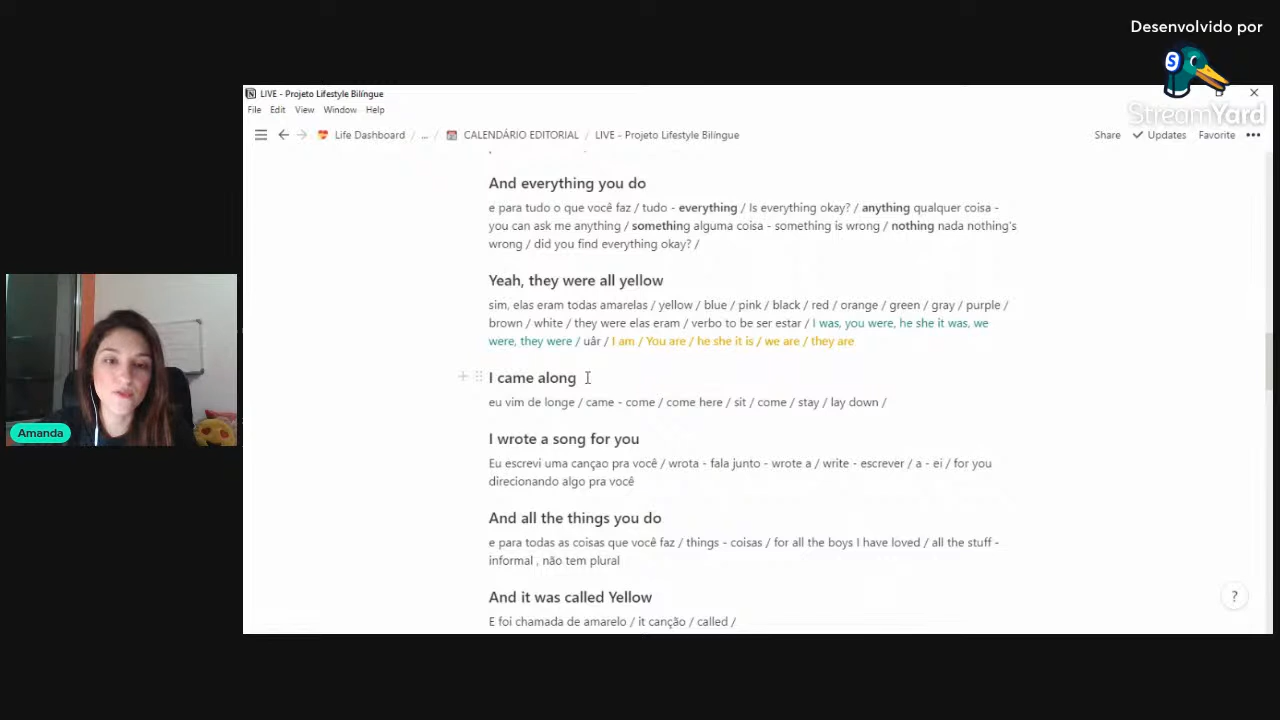 Desenvolvido por
S
StreamYard
LIVE - Projeto Lifestyle Bilíngue
File Edit View Window Help
Life Dashboard / ... / CALENDÁRIO EDITORIAL / LIVE - Projeto Lifestyle Bilíngue
Share Updates Favorite •••
And everything you do
e para tudo o que você faz / tudo - everything / Is everything okay? / anything qualquer coisa -
you can ask me anything / something alguma coisa - something is wrong / nothing nada nothing's
wrong / did you find everything okay? /
Yeah, they were all yellow
sim, elas eram todas amarelas / yellow / blue / pink / black / red / orange / green / gray / purple /
brown / white / they were elas eram / verbo to be ser estar / I was, you were, he she it was, we
were, they were / uâr / I am / You are / he she it is / we are / they are
I came along
eu vim de longe / came - come / come here / sit / come / stay / lay down /
I wrote a song for you
Eu escrevi uma cançao pra você / wrota - fala junto - wrote a / write - escrever / a - ei / for you
direcionando algo pra você
And all the things you do
e para todas as coisas que você faz / things - coisas / for all the boys I have loved / all the stuff -
informal , não tem plural
And it was called Yellow
E foi chamada de amarelo / it canção / called /
Amanda
?